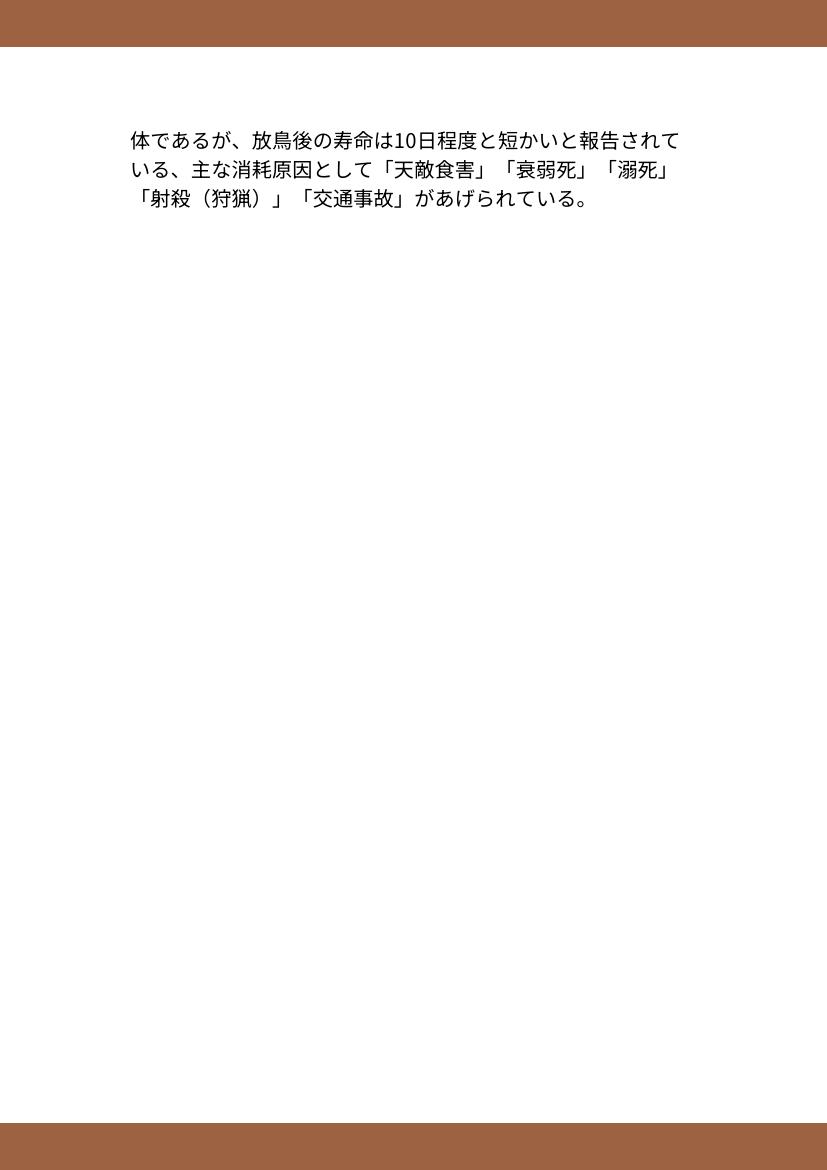 体であるが、放鳥後の寿命は10日程度と短かいと報告されて
いる、主な消耗原因として「天敵食害」「衰弱死」「溺死」
「射殺（狩猟）」「交通事故」があげられている。